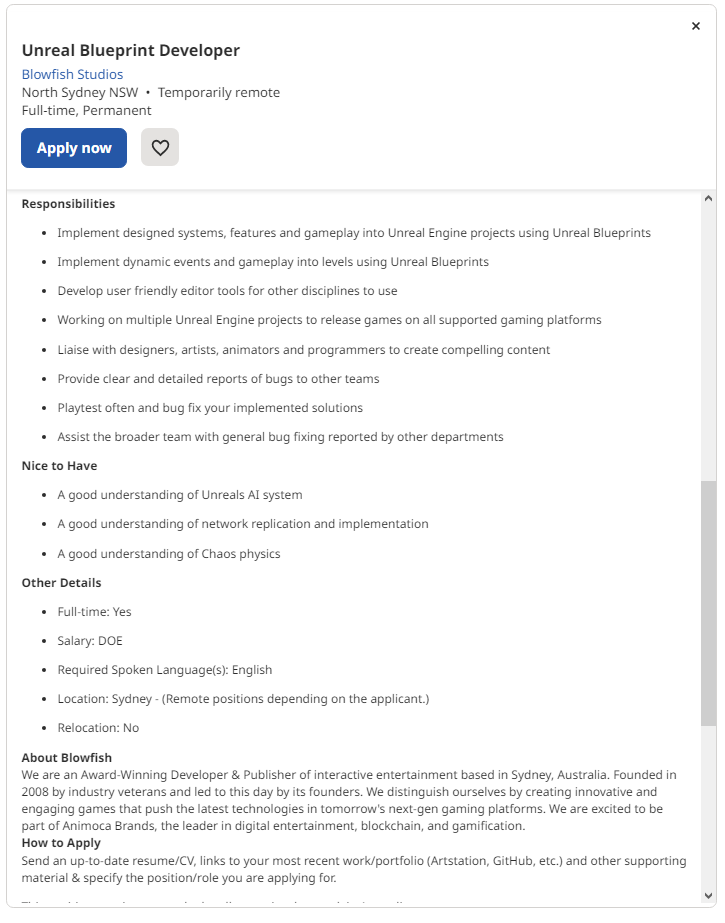 Unreal Blueprint Developer
Blowfish Studios
North Sydney NSW • Temporarily remote
Full-time, Permanent
Apply now
Responsibilities
• Implement designed systems, features and gameplay into Unreal Engine projects using Unreal Blueprints
• Implement dynamic events and gameplay into levels using Unreal Blueprints
• Develop user friendly editor tools for other disciplines to use
• Working on multiple Unreal Engine projects to release games on all supported gaming platforms
• Liaise with designers, artists, animators and programmers to create compelling content
• Provide clear and detailed reports of bugs to other teams
• Playtest often and bug fix your implemented solutions
• Assist the broader team with general bug fixing reported by other departments
Nice to Have
• A good understanding of Unreals AI system
• A good understanding of network replication and implementation
• A good understanding of Chaos physics
Other Details
• Full-time: Yes
• Salary: DOE
• Required Spoken Language(s): English
• Location: Sydney - (Remote positions depending on the applicant.)
• Relocation: No
About Blowfish
We are an Award-Winning Developer & Publisher of interactive entertainment based in Sydney, Australia. Founded in
2008 by industry veterans and led to this day by its founders. We distinguish ourselves by creating innovative and
engaging games that push the latest technologies in tomorrow's next-gen gaming platforms. We are excited to be
part of Animoca Brands, the leader in digital entertainment, blockchain, and gamification.
How to Apply
Send an up-to-date resume/CV, links to your most recent work/portfolio (Artstation, GitHub, etc.) and other supporting
material & specify the position/role you are applying for.